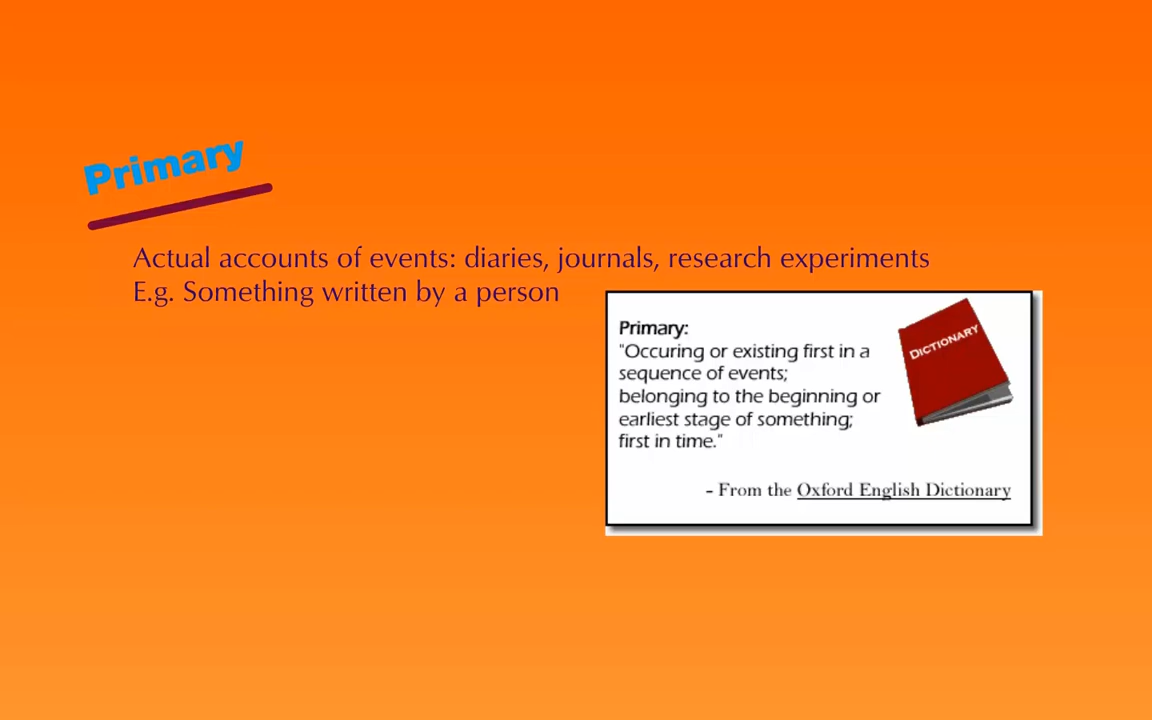 Primary
Actual accounts of events: diaries, journals, research experiments
E.g. Something written by a person
Primary:
"Occuring or existing first in a
sequence of events;
belonging to the beginning or
earliest stage of something;
first in time."
- From the Oxford English Dictionary
DICTIONARY